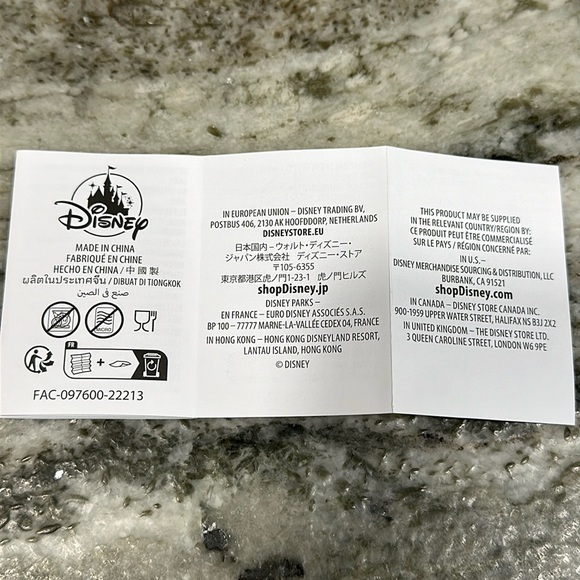 Disney
MADE IN CHINA
FABRIQUÉ EN CHINE
HECHO EN CHINA / 中國製
ผลิตในประเทศจีน / DIBUAT DI TIONGKOK
صنع في الصين
MICRO
FR
+
FAC-097600-22213
IN EUROPEAN UNION – DISNEY TRADING BV,
POSTBUS 406, 2130 AK HOOFDDORP, NETHERLANDS
DISNEYSTORE.EU
日本国内 – ウォルト・ディズニー・
ジャパン株式会社 ディズニー・ストア
〒105-6355
東京都港区虎ノ門1-23-1 虎ノ門ヒルズ
shopDisney.jp
DISNEY PARKS –
EN FRANCE – EURO DISNEY ASSOCIÉS S.A.S.
BP 100 – 77777 MARNE-LA-VALLÉE CEDEX 04, FRANCE
IN HONG KONG – HONG KONG DISNEYLAND RESORT,
LANTAU ISLAND, HONG KONG
© DISNEY
THIS PRODUCT MAY BE SUPPLIED
IN THE RELEVANT COUNTRY/REGION BY:
CE PRODUIT PEUT ÊTRE COMMERCIALISÉ
SUR LE PAYS / RÉGION CONCERNÉ PAR:
IN U.S.–
DISNEY MERCHANDISE SOURCING & DISTRIBUTION, LLC
BURBANK, CA 91521
shopDisney.com
IN CANADA – DISNEY STORE CANADA INC.
900-1959 UPPER WATER STREET, HALIFAX NS B3J 2X2
IN UNITED KINGDOM – THE DISNEY STORE LTD.
3 QUEEN CAROLINE STREET, LONDON W6 9PE